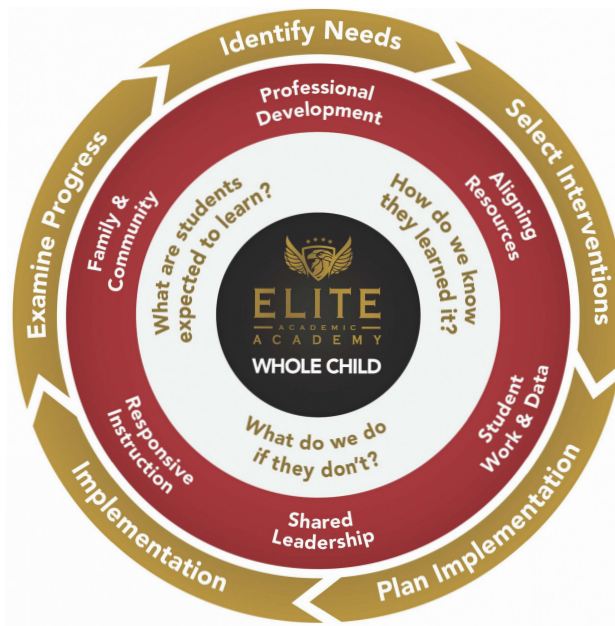 Identify Needs
Select Interventions
Plan Implementation
Implementation
Examine Progress
Professional
Development
Aligning
Resources
Student
Work & Data
Shared
Leadership
Responsive
Instruction
Family &
Community
What are students
expected to learn?
How do we know
they learned it?
What do we do
if they don't?
ELITE
ACADEMIC
ACADEMY
WHOLE CHILD